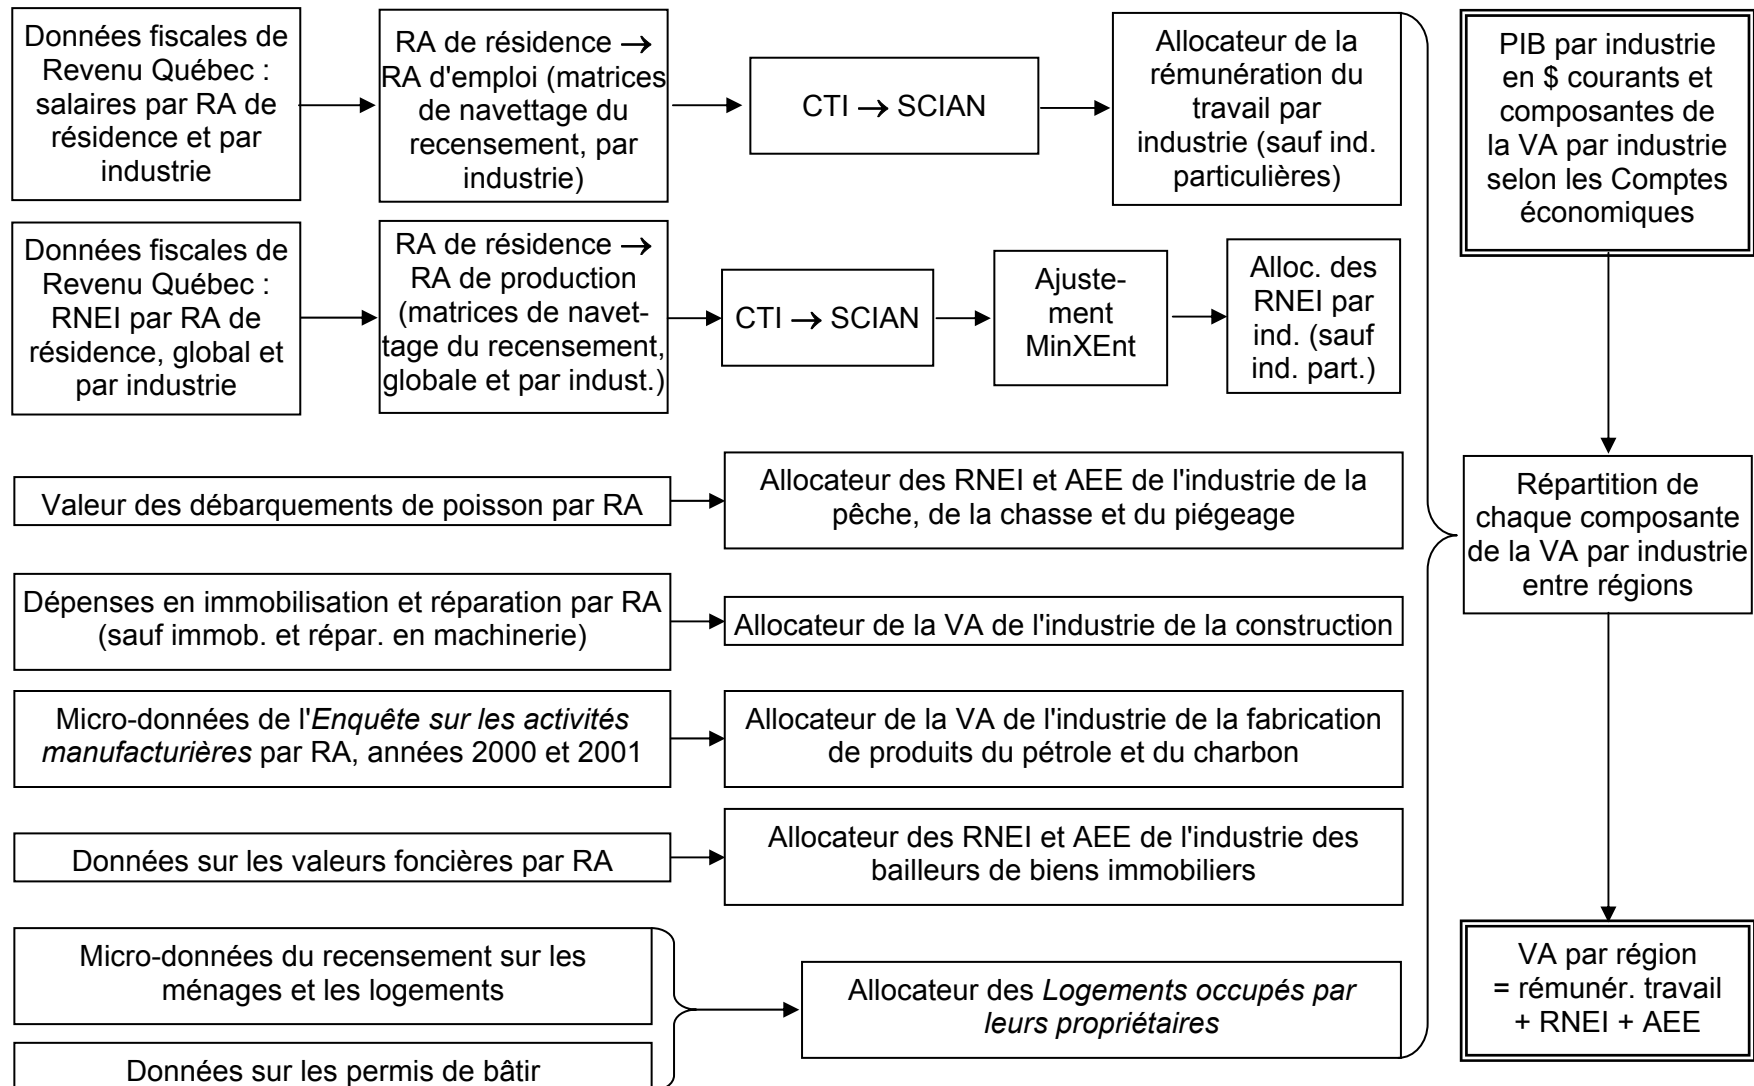 Données fiscales de
Revenu Québec :
salaires par RA de
résidence et par
industrie
RA de résidence →
RA d'emploi (matrices
de navettage du
recensement, par
industrie)
CTI → SCIAN
Allocateur de la
rémunération du
travail par
industrie (sauf ind.
particulières)
PIB par industrie
en $ courants et
composantes de
la VA par industrie
selon les Comptes
économiques
Données fiscales de
Revenu Québec :
RNEI par RA de
résidence, global et
par industrie
RA de résidence →
RA de production
(matrices de navet-
tage du recensement,
globale et par indust.)
CTI → SCIAN
Ajuste-
ment
MinXEnt
Alloc. des
RNEI par
ind. (sauf
ind. part.)
Valeur des débarquements de poisson par RA
Allocateur des RNEI et AEE de l'industrie de la
pêche, de la chasse et du piégeage
Répartition de
chaque composante
de la VA par industrie
entre régions
Dépenses en immobilisation et réparation par RA
(sauf immob. et répar. en machinerie)
Allocateur de la VA de l'industrie de la construction
Micro-données de l'Enquête sur les activités
manufacturières par RA, années 2000 et 2001
Allocateur de la VA de l'industrie de la fabrication
de produits du pétrole et du charbon
Données sur les valeurs foncières par RA
Allocateur des RNEI et AEE de l'industrie des
bailleurs de biens immobiliers
Micro-données du recensement sur les
ménages et les logements
Données sur les permis de bâtir
Allocateur des Logements occupés par
leurs propriétaires
VA par région
= rémunér. travail
+ RNEI + AEE